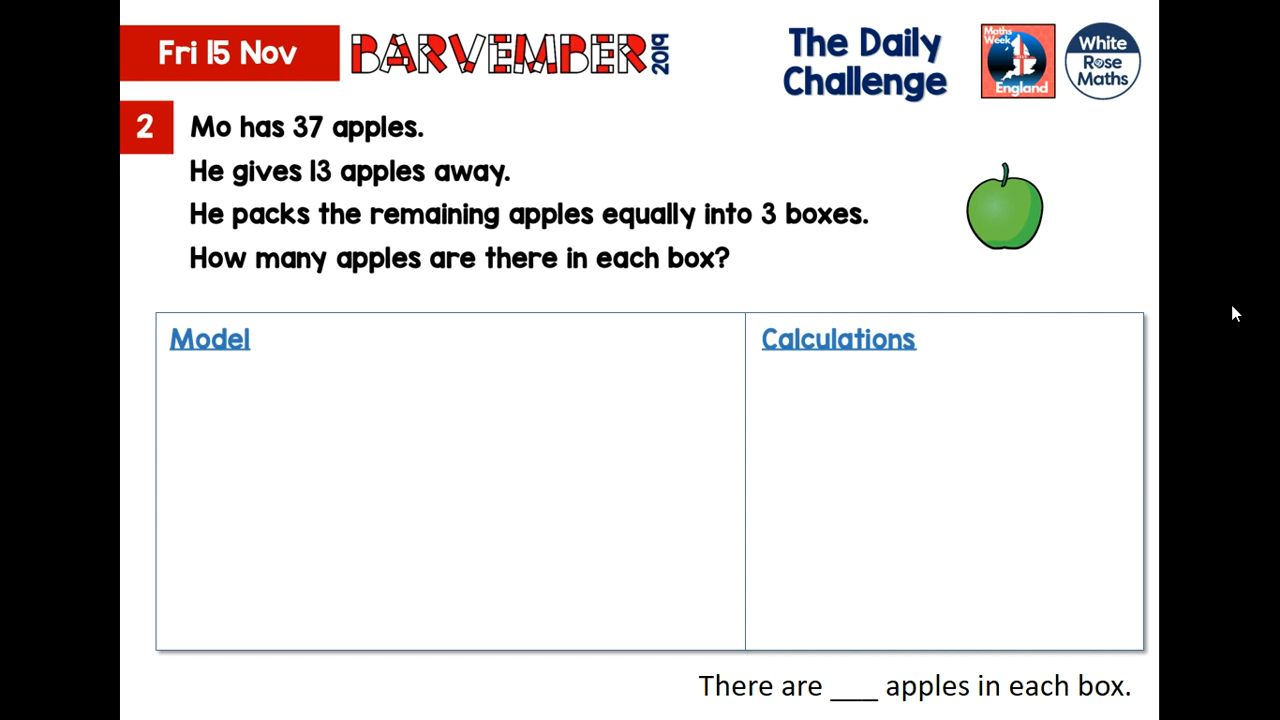 Fri 15 Nov
BARVEMBER 2019
The Daily
Challenge
Maths
Week
England
White
Rose
Maths
2
Mo has 37 apples.
He gives 13 apples away.
He packs the remaining apples equally into 3 boxes.
How many apples are there in each box?
Model
Calculations
There are ___ apples in each box.